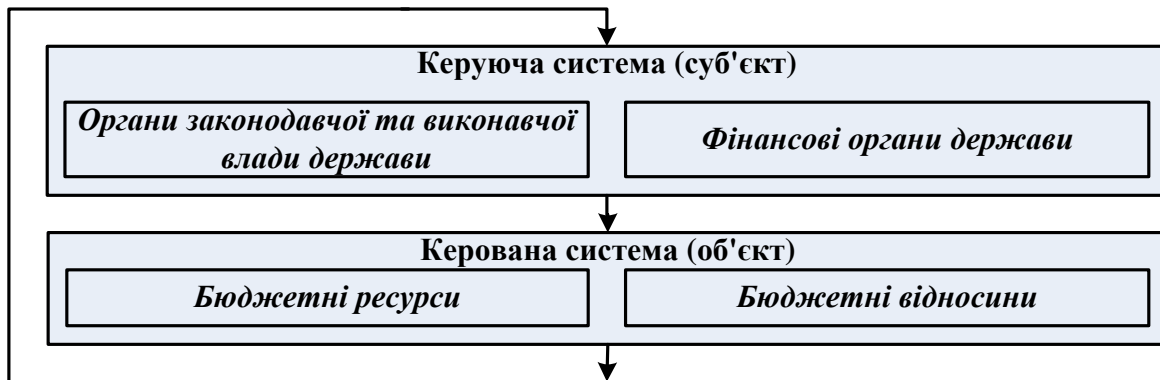 Керуюча система (суб'єкт)
Органи законодавчої та виконавчої
влади держави
Фінансові органи держави
Керована система (об'єкт)
Бюджетні ресурси
Бюджетні відносини